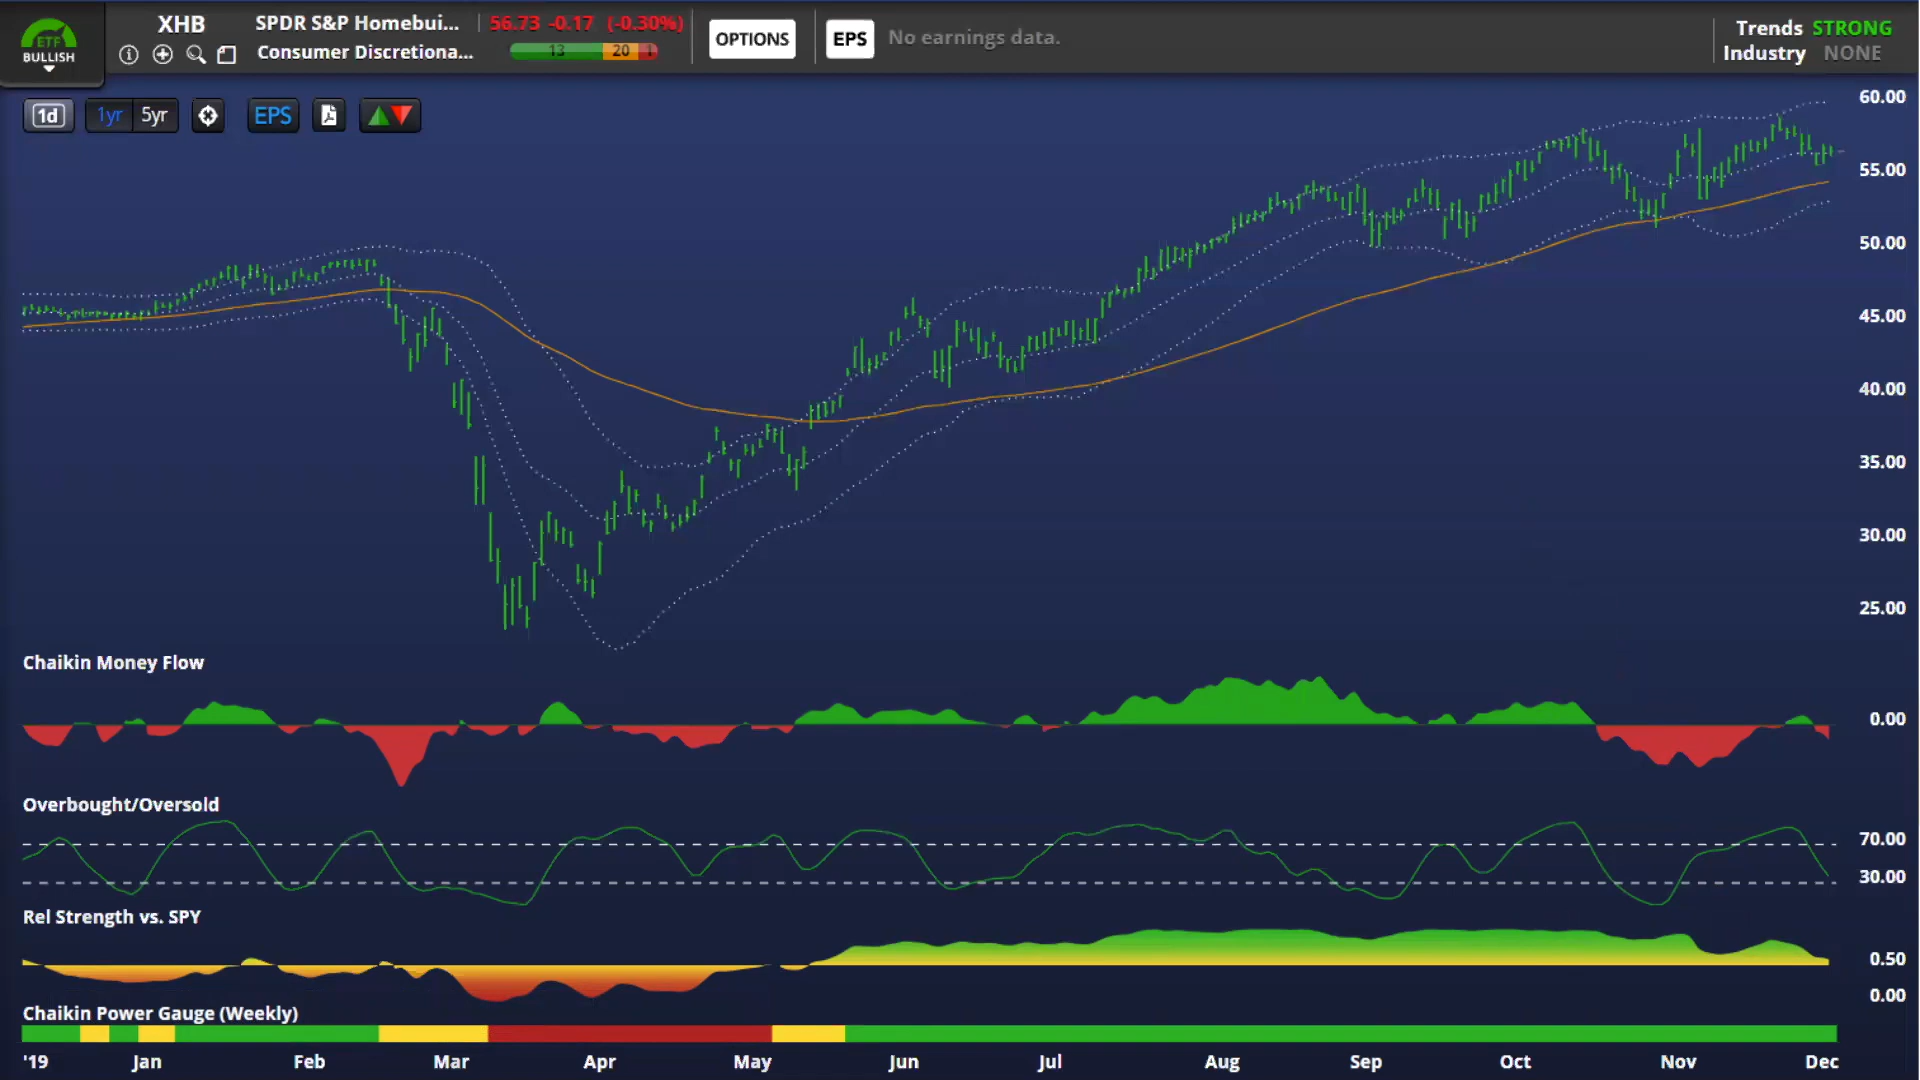 ETF
BULLISH
XHB
SPDR S&P Homebui...
Consumer Discretiona...
56.73 -0.17 (-0.30%)
13 20 1
OPTIONS
EPS
No earnings data.
Trends STRONG
Industry NONE
1d 1yr 5yr EPS
60.00
55.00
50.00
45.00
40.00
35.00
30.00
25.00
Chaikin Money Flow
0.00
Overbought/Oversold
70.00
30.00
Rel Strength vs. SPY
0.50
0.00
Chaikin Power Gauge (Weekly)
'19 Jan Feb Mar Apr May Jun Jul Aug Sep Oct Nov Dec